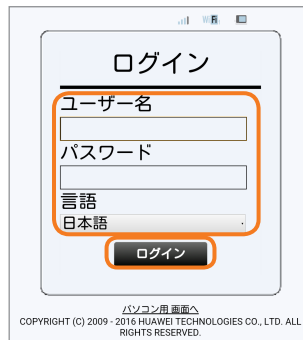 WiFi
ログイン
ユーザー名
パスワード
言語
日本語
ログイン
パソコン用 画面へ
COPYRIGHT (C) 2009 - 2016 HUAWEI TECHNOLOGIES CO., LTD. ALL
RIGHTS RESERVED.